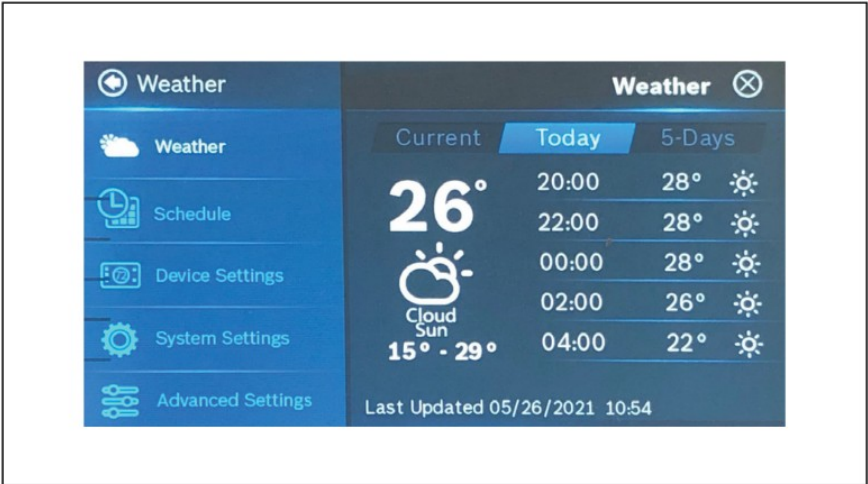 Weather
Weather
Schedule
72
Device Settings
System Settings
Advanced Settings
Weather
Current Today 5-Days
26°
Cloud
Sun
15° - 29°
20:00 28°
22:00 28°
00:00 28°
02:00 26°
04:00 22°
Last Updated 05/26/2021 10:54